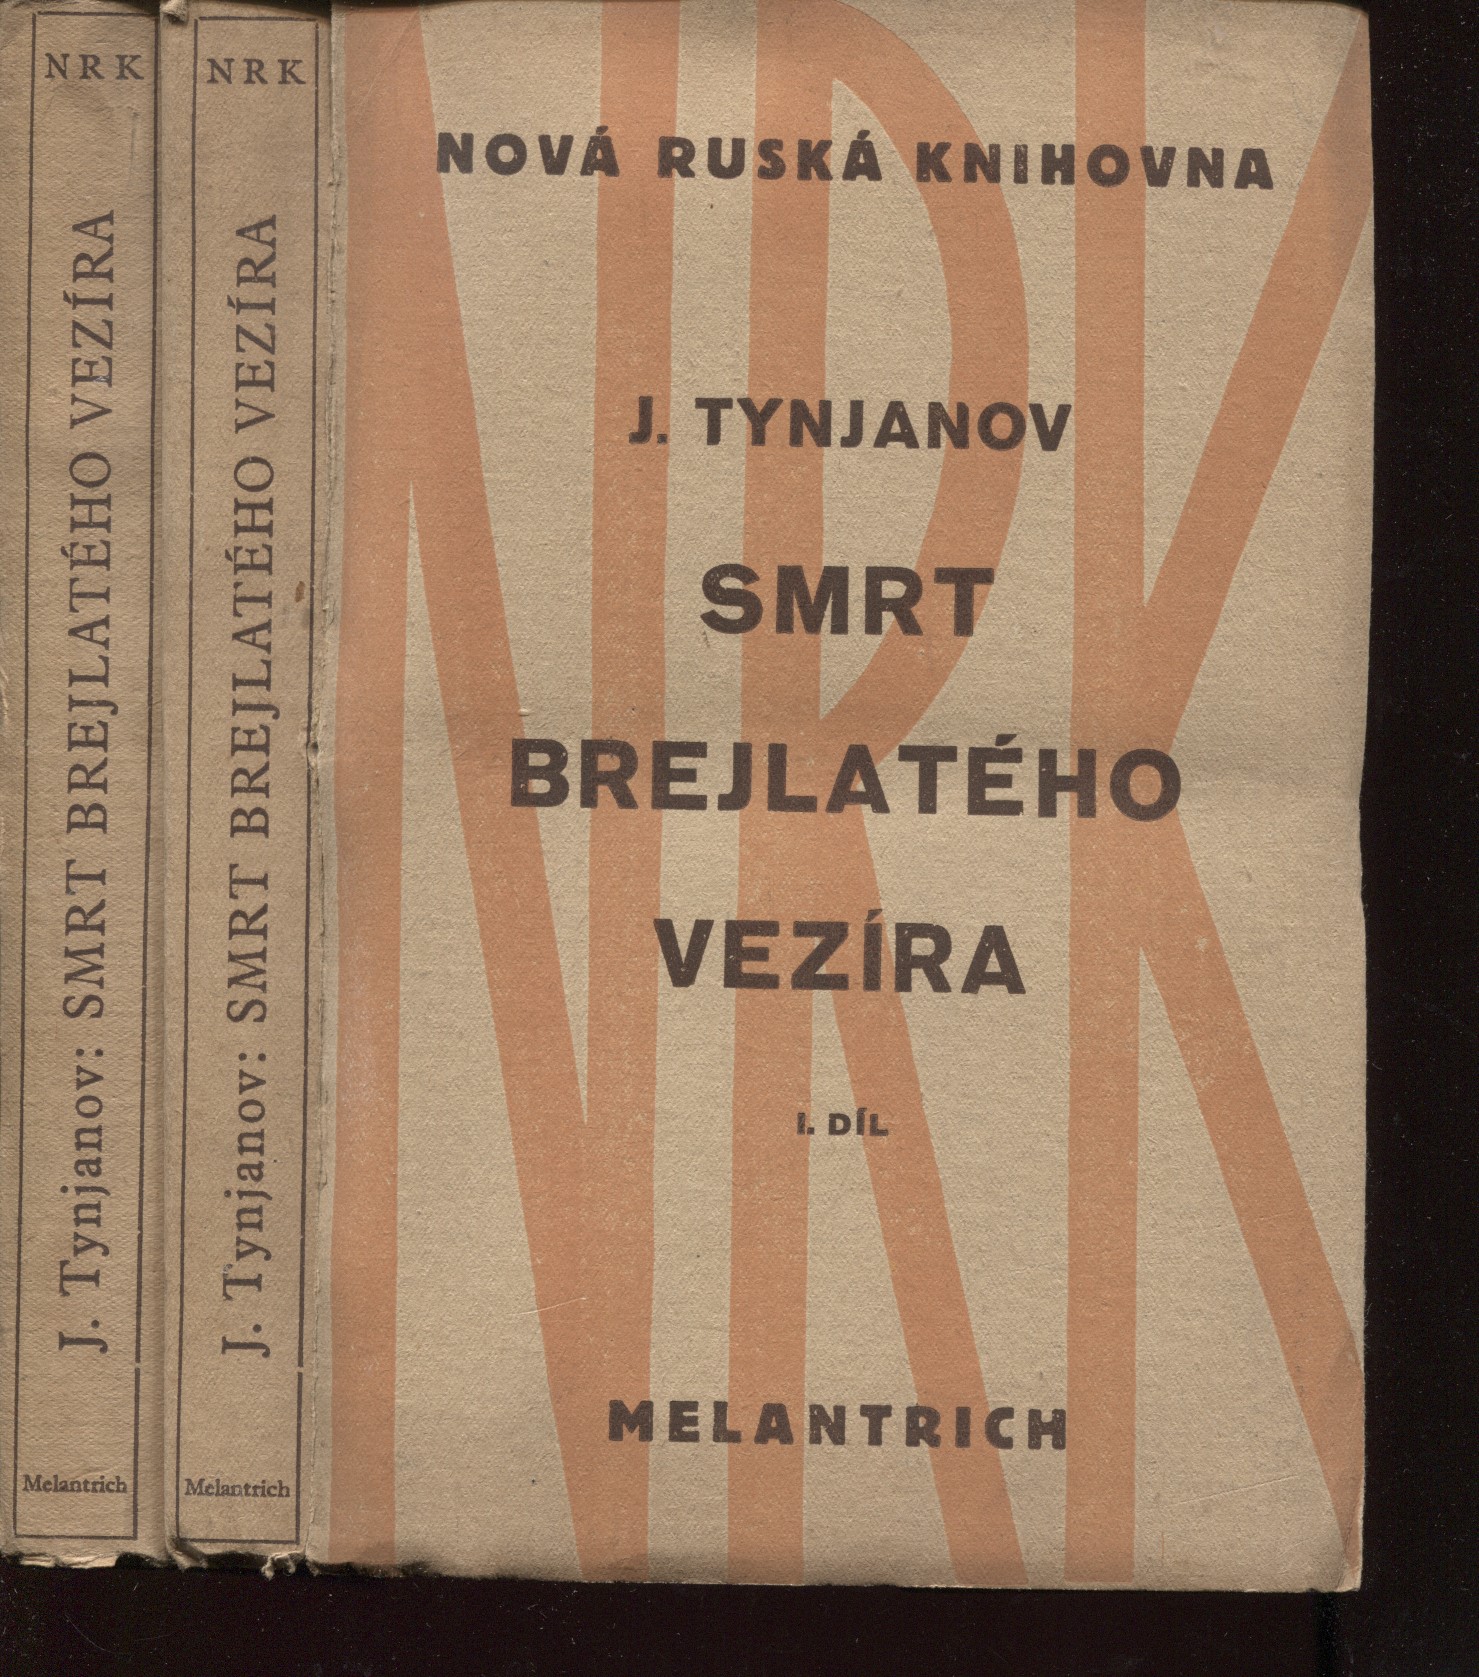 NRK
J. Tynjanov: SMRT BREJLATÉHO VEZÍRA
Melantrich
NRK
J. Tynjanov: SMRT BREJLATÉHO VEZÍRA
Melantrich
NRK
NOVÁ RUSKÁ KNIHOVNA
J. TYNJANOV
SMRT
BREJLATÉHO
VEZÍRA
I. DÍL
MELANTRICH